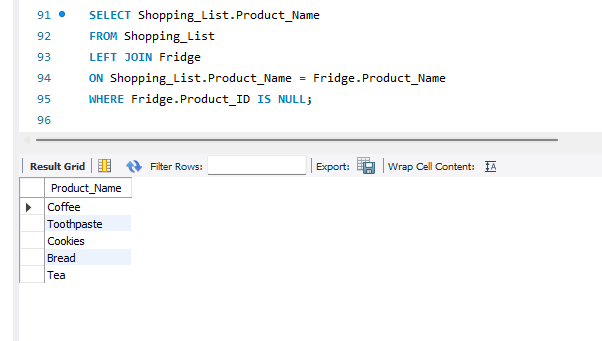 91 SELECT Shopping_List.Product_Name
92 FROM Shopping_List
93 LEFT JOIN Fridge
94 ON Shopping_List.Product_Name = Fridge.Product_Name
95 WHERE Fridge.Product_ID IS NULL;
96
Result Grid Filter Rows: Export: Wrap Cell Content: IA
Product_Name
Coffee
Toothpaste
Cookies
Bread
Tea